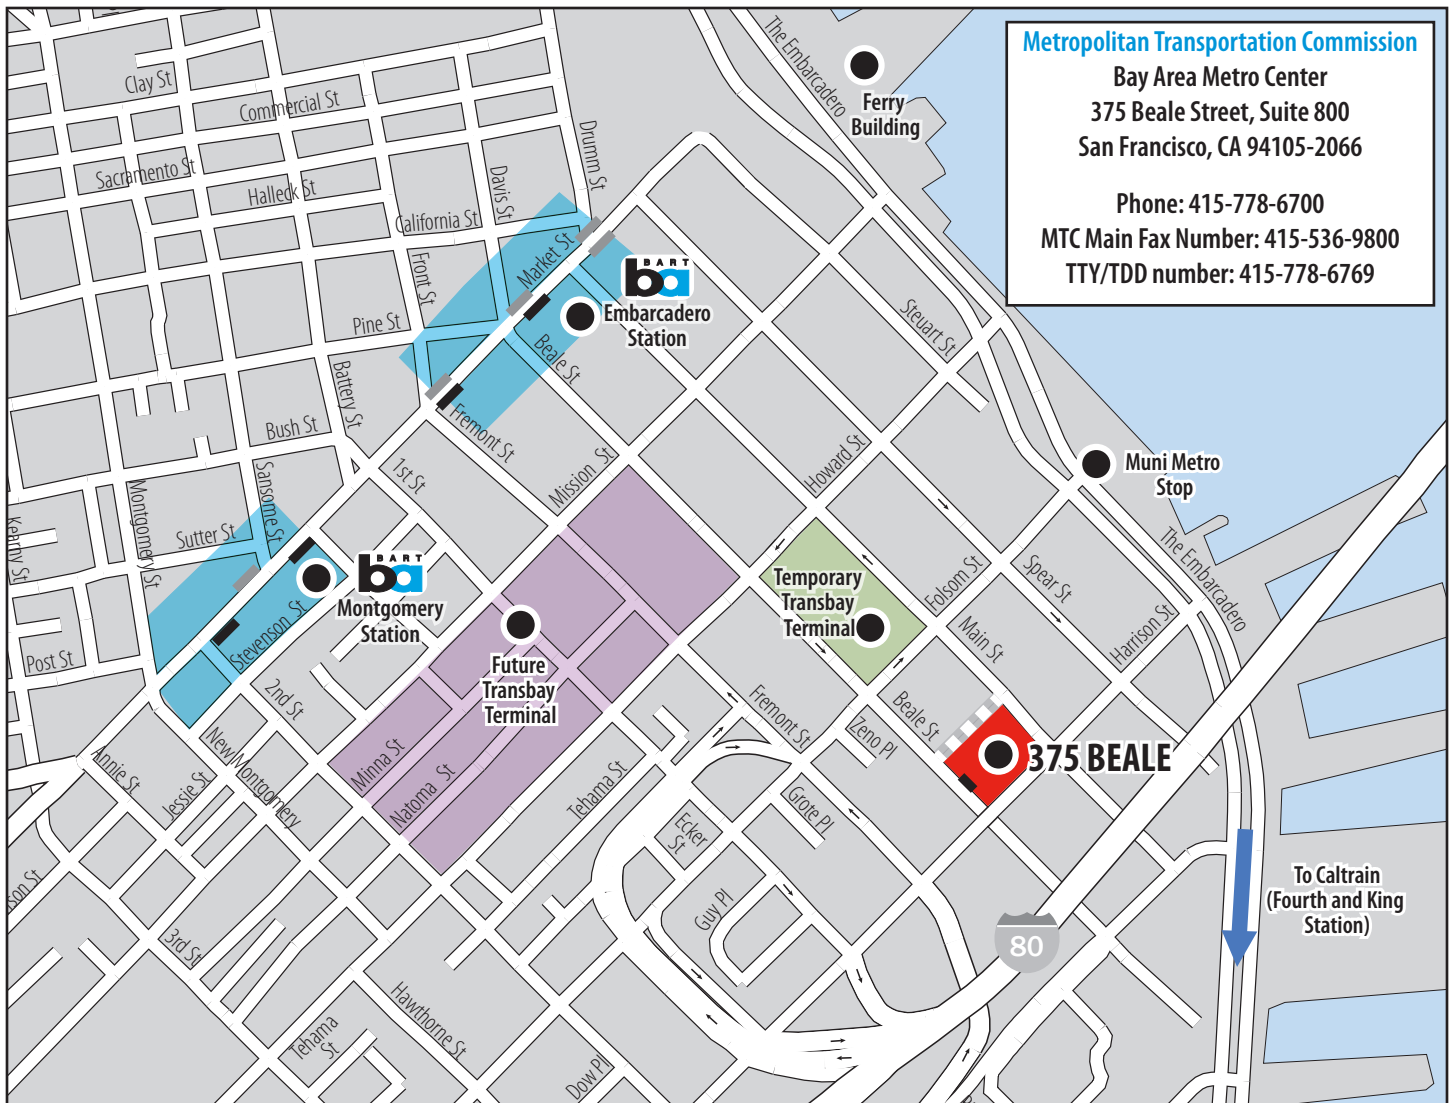 Metropolitan Transportation Commission
Bay Area Metro Center
375 Beale Street, Suite 800
San Francisco, CA 94105-2066
Phone: 415-778-6700
MTC Main Fax Number: 415-536-9800
TTY/TDD number: 415-778-6769
The Embarcadero
Ferry
Building
Clay St
Commercial St
Sacramento St
Halleck St
Drumm St
Davis St
California St
Front St
Market St
BART
ba
Embarcadero
Station
Pine St
Beale St
Steuart St
Battery St
Fremont St
Bush St
1st St
Mission St
Howard St
Muni Metro
Stop
Sansome St
Montgomery St
Kearny St
Sutter St
BART
ba
Montgomery
Station
Stevenson St
Post St
Temporary
Transbay
Terminal
Folsom St
Spear St
The Embarcadero
Harrison St
Main St
Future
Transbay
Terminal
2nd St
New Montgomery
Minna St
Natoma St
Tehama St
Fremont St
Zeno Pl
Beale St
375 BEALE
Annie St
Jessie St
Ecker
St
Grote Pl
Guy Pl
To Caltrain
(Fourth and King
Station)
80
son St
3rd St
Hawthorne St
Tehama
St
Dow Pl